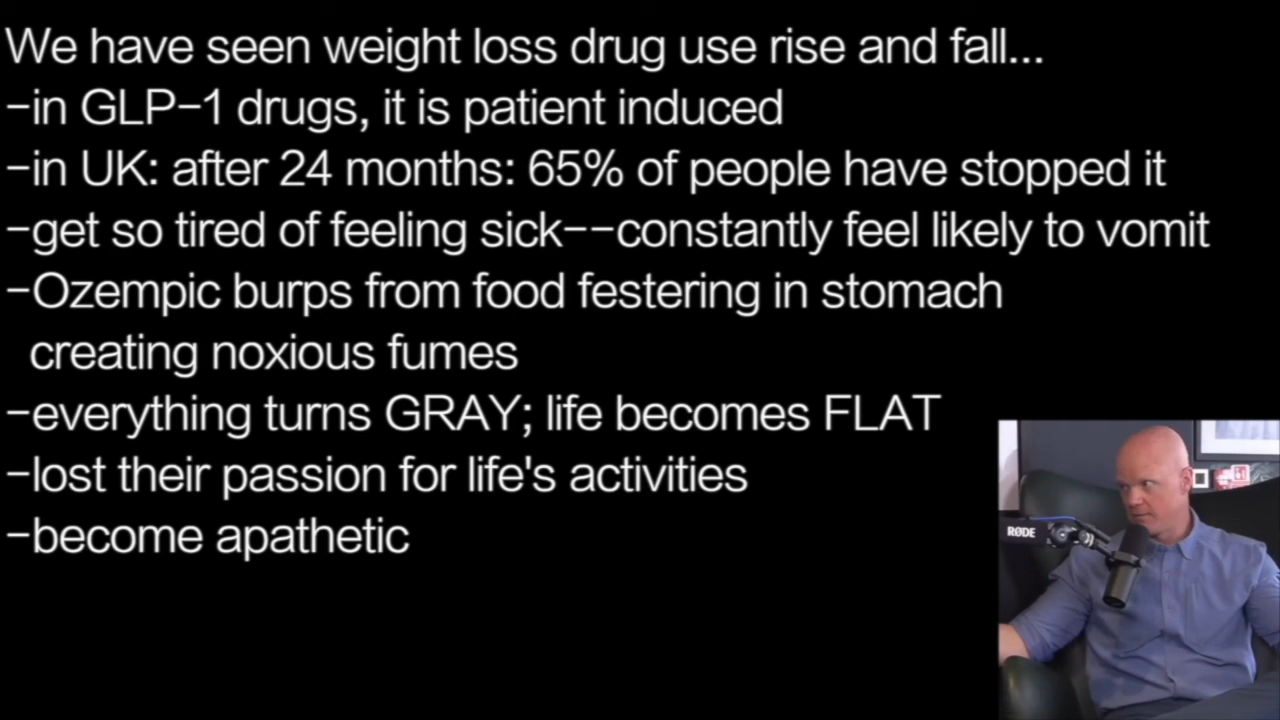 We have seen weight loss drug use rise and fall...
-in GLP-1 drugs, it is patient induced
-in UK: after 24 months: 65% of people have stopped it
-get so tired of feeling sick--constantly feel likely to vomit
-Ozempic burps from food festering in stomach
creating noxious fumes
-everything turns GRAY; life becomes FLAT
-lost their passion for life's activities
-become apathetic
RØDE